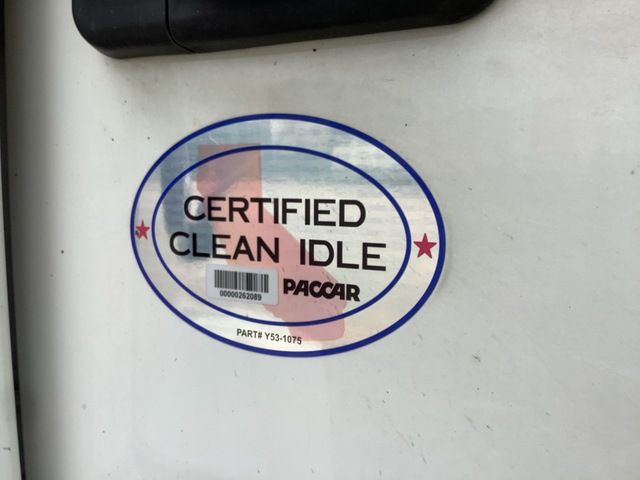 CERTIFIED
CLEAN IDLE
00000262089
PACCAR
PART# Y53-1075